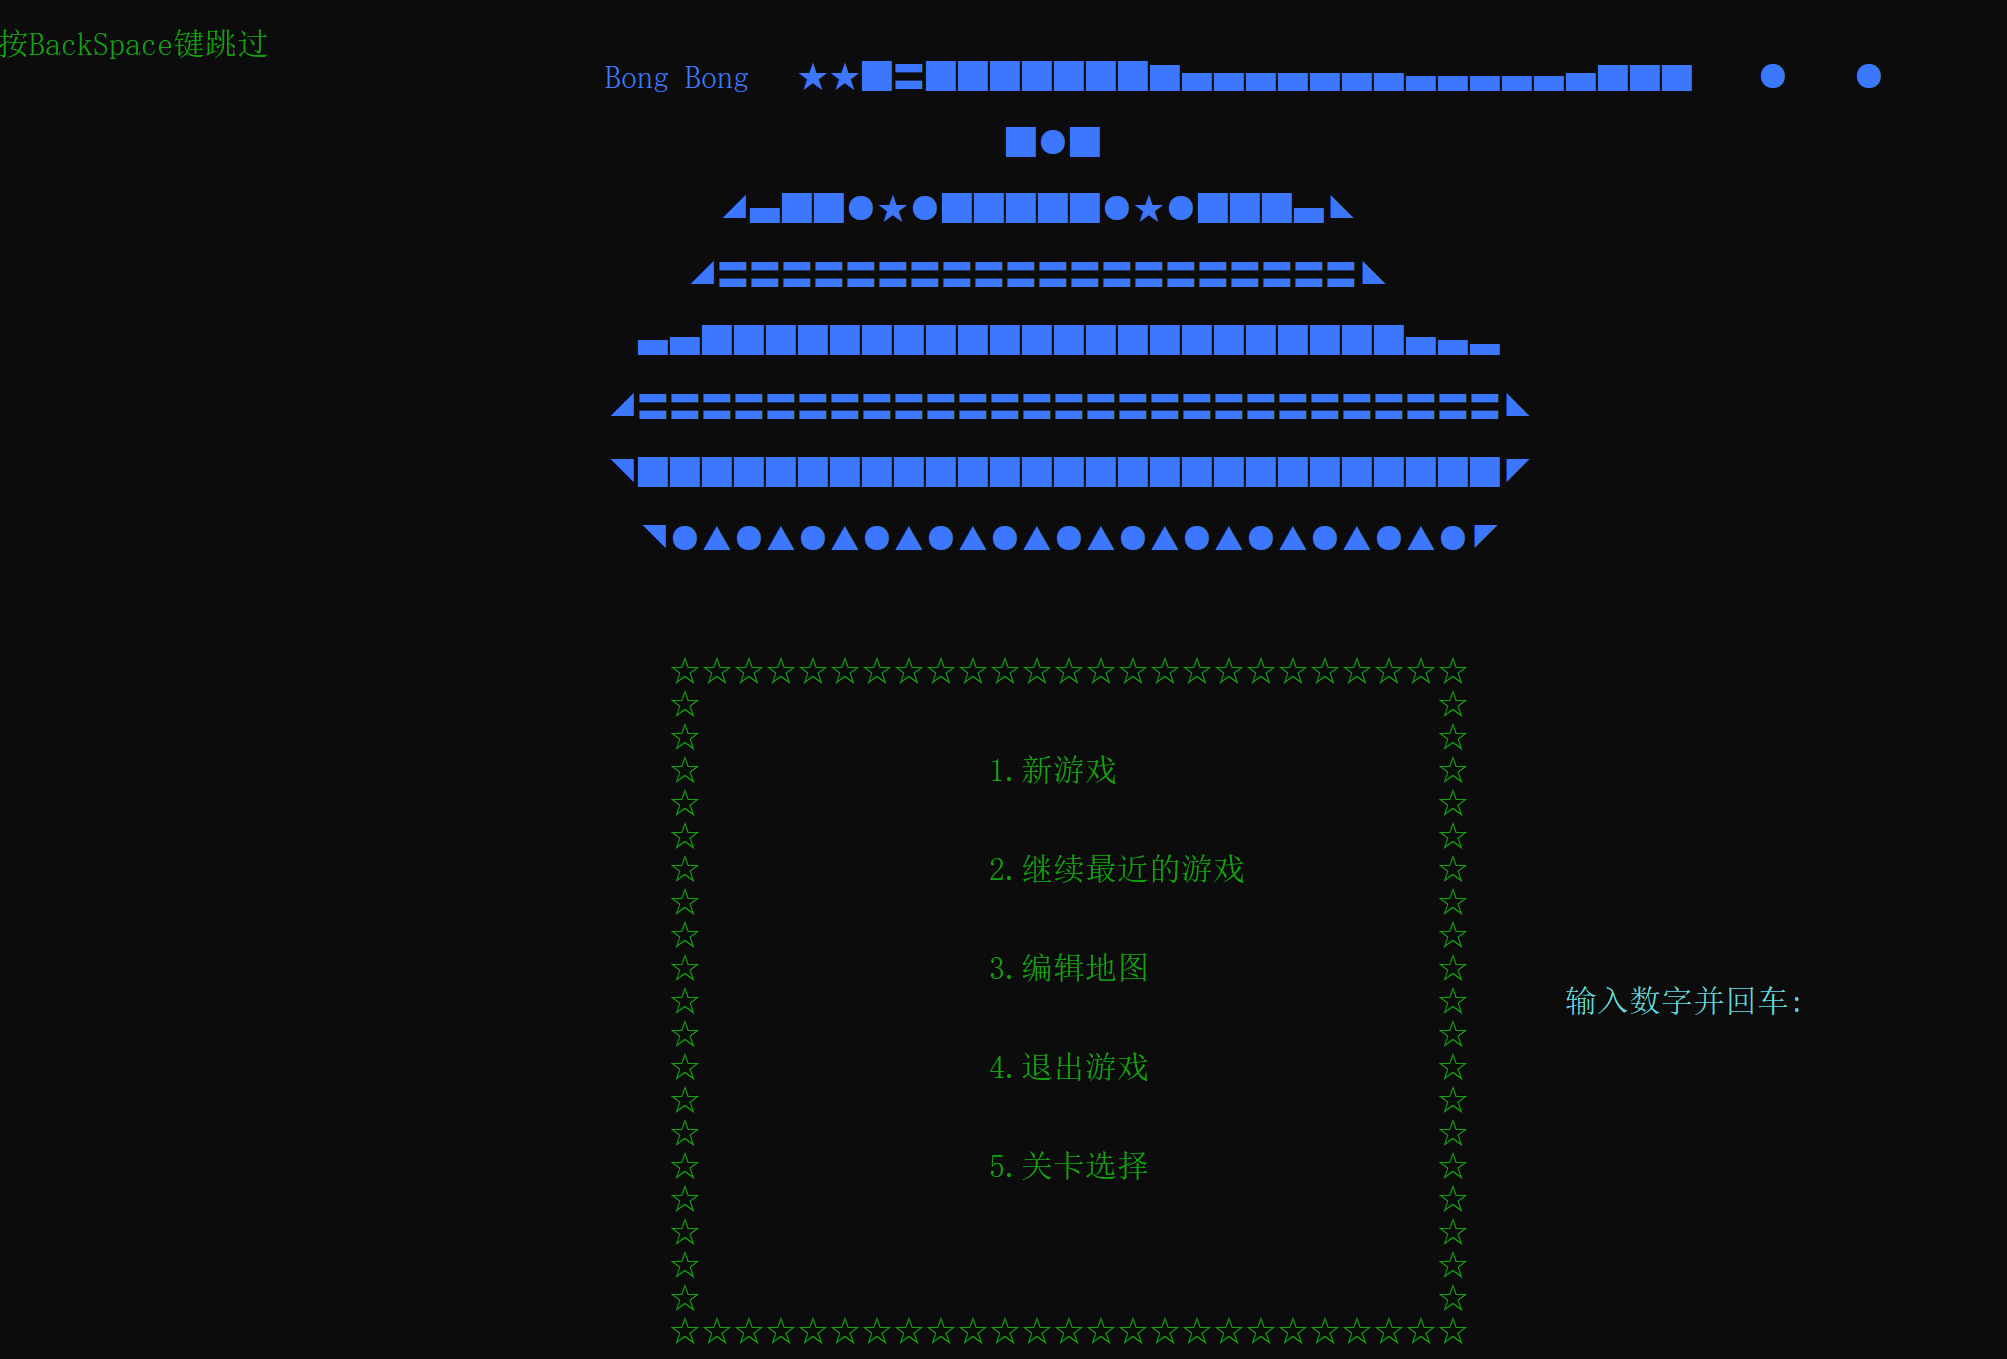 按BackSpace键跳过
Bong Bong
1.新游戏
2.继续最近的游戏
3.编辑地图
输入数字并回车:
4.退出游戏
5.关卡选择